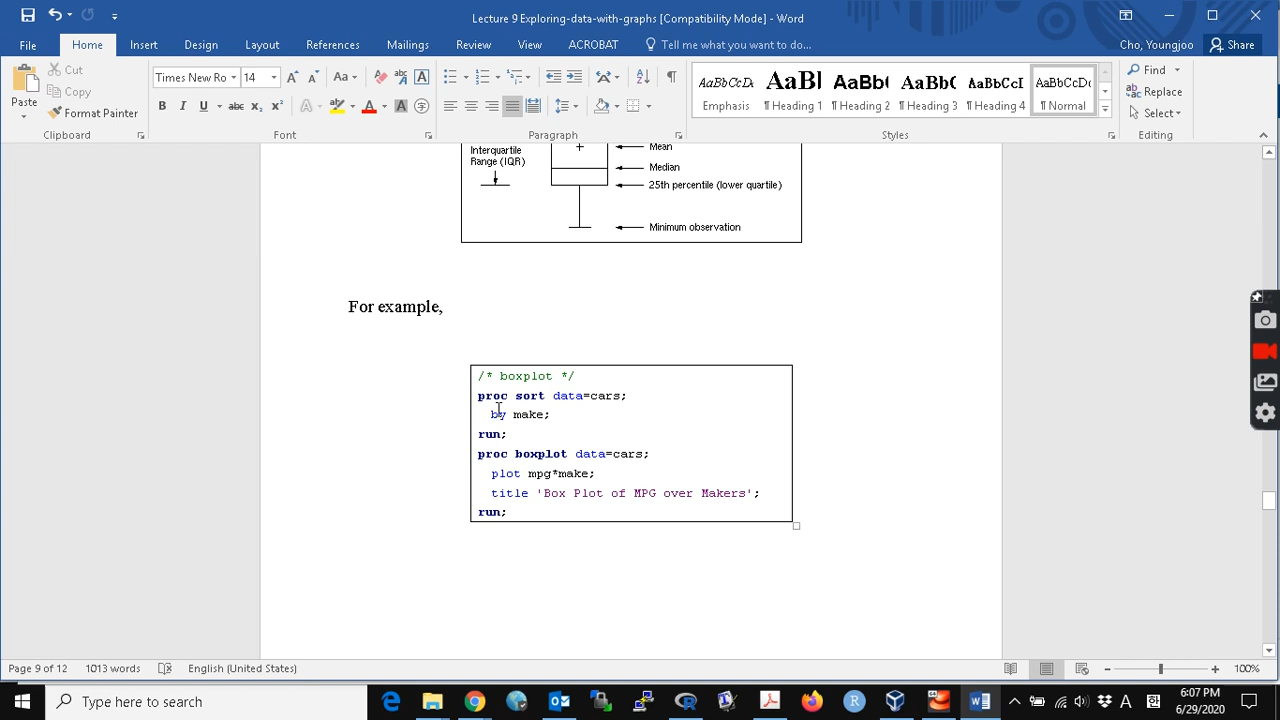 Lecture 9 Exploring-data-with-graphs [Compatibility Mode] - Word
File Home Insert Design Layout References Mailings Review View ACROBAT Tell me what you want to do... Cho, Youngjoo Share
Paste
Cut
Copy
Format Painter
Clipboard
Times New Ro 14
Font
Paragraph
AaBbCcDc AaBl AaBb( AaBb( AaBbCcI AaBbCcDc
Emphasis ¶ Heading 1 ¶ Heading 2 ¶ Heading 3 ¶ Heading 4 ¶ Normal
Styles
Find
Replace
Select
Editing
Interquartile
Range (IQR)
+
Mean
Median
25th percentile (lower quartile)
Minimum observation
For example,
/* boxplot */
proc sort data=cars;
by make;
run;
proc boxplot data=cars;
plot mpg*make;
title 'Box Plot of MPG over Makers';
run;
Page 9 of 12 1013 words English (United States) 100%
Type here to search
6:07 PM
6/29/2020